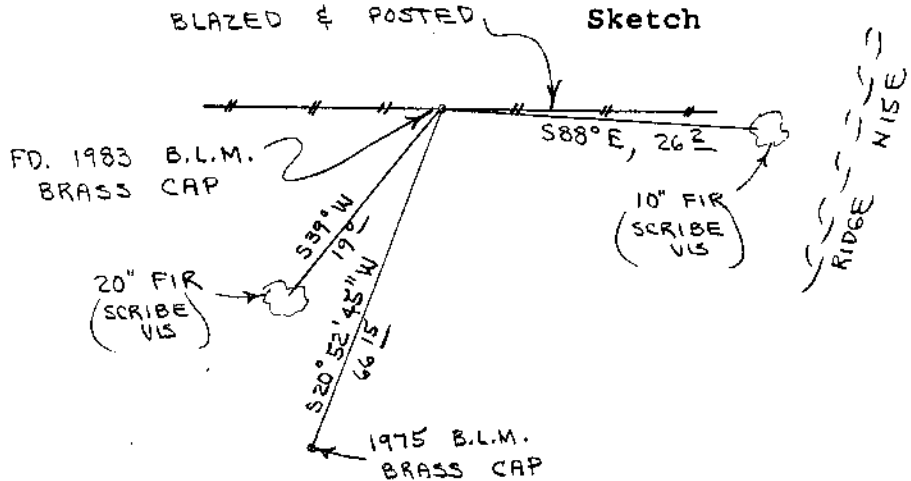 BLAZED & POSTED
Sketch
S88°E, 26 2
FD. 1983 B.L.M.
BRASS CAP
10" FIR
(SCRIBE
VIS)
RIDGE N15E
S39°W
19 0
20" FIR
(SCRIBE
VIS)
S20°52'45"W
66 15
1975 B.L.M.
BRASS CAP